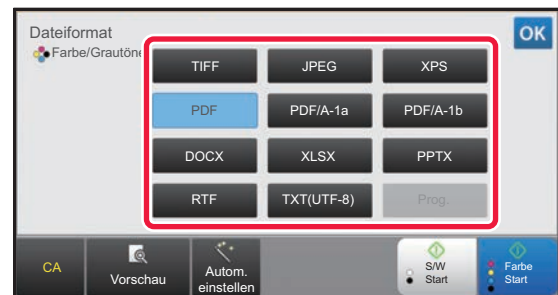 Dateiformat
OK
Farbe/Grautöne
TIFF
JPEG
XPS
PDF
PDF/A-1a
PDF/A-1b
DOCX
XLSX
PPTX
RTF
TXT(UTF-8)
Prog.
CA
Vorschau
Autom.
einstellen
S/W
Start
Farbe
Start